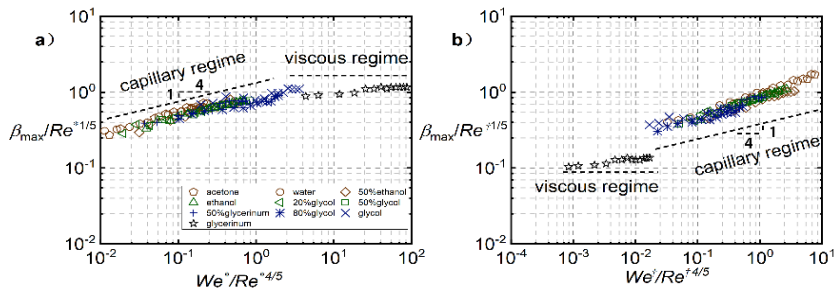 a)
10²
10¹
10⁰
10⁻¹
10⁻²
β_max/Re*^1/5
capillary regime
1
4
viscous regime
acetone water 50%ethanol
ethanol 20%glycol 50%glycol
50%glycerinum 80%glycol glycol
glycerinum
10⁻² 10⁻¹ 10⁰ 10¹ 10²
We*/Re*^4/5
b)
10²
10¹
10⁰
10⁻¹
10⁻²
β_max/Re†^1/5
4
1
capillary regime
viscous regime
10⁻⁴ 10⁻³ 10⁻² 10⁻¹ 10⁰ 10¹
We†/Re†^4/5